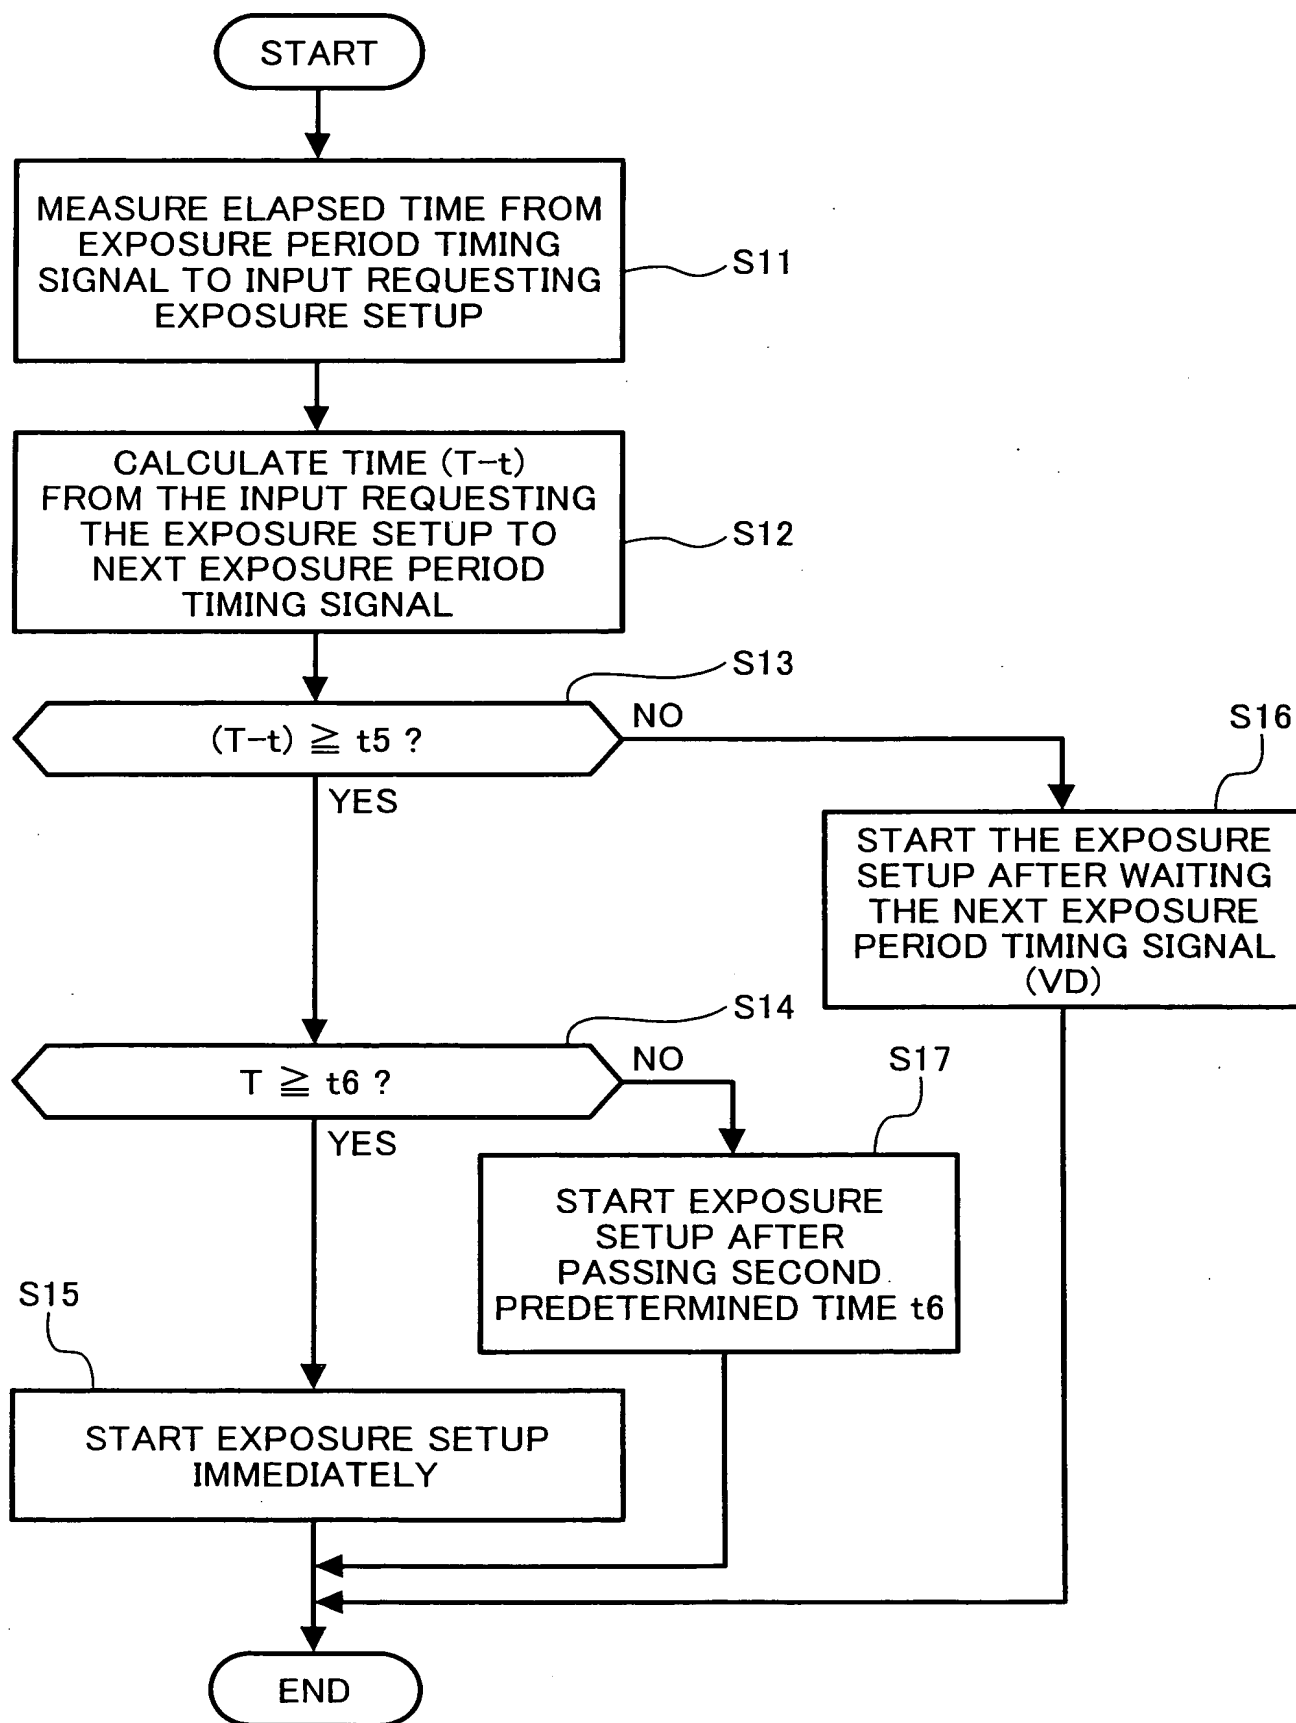 START
MEASURE ELAPSED TIME FROM
EXPOSURE PERIOD TIMING
SIGNAL TO INPUT REQUESTING
EXPOSURE SETUP
S11
CALCULATE TIME (T-t)
FROM THE INPUT REQUESTING
THE EXPOSURE SETUP TO
NEXT EXPOSURE PERIOD
TIMING SIGNAL
S12
S13
(T-t) ≧ t5 ?
NO
YES
S16
START THE EXPOSURE
SETUP AFTER WAITING
THE NEXT EXPOSURE
PERIOD TIMING SIGNAL
(VD)
S14
T ≧ t6 ?
NO
YES
S17
START EXPOSURE
SETUP AFTER
PASSING SECOND
PREDETERMINED TIME t6
S15
START EXPOSURE SETUP
IMMEDIATELY
END